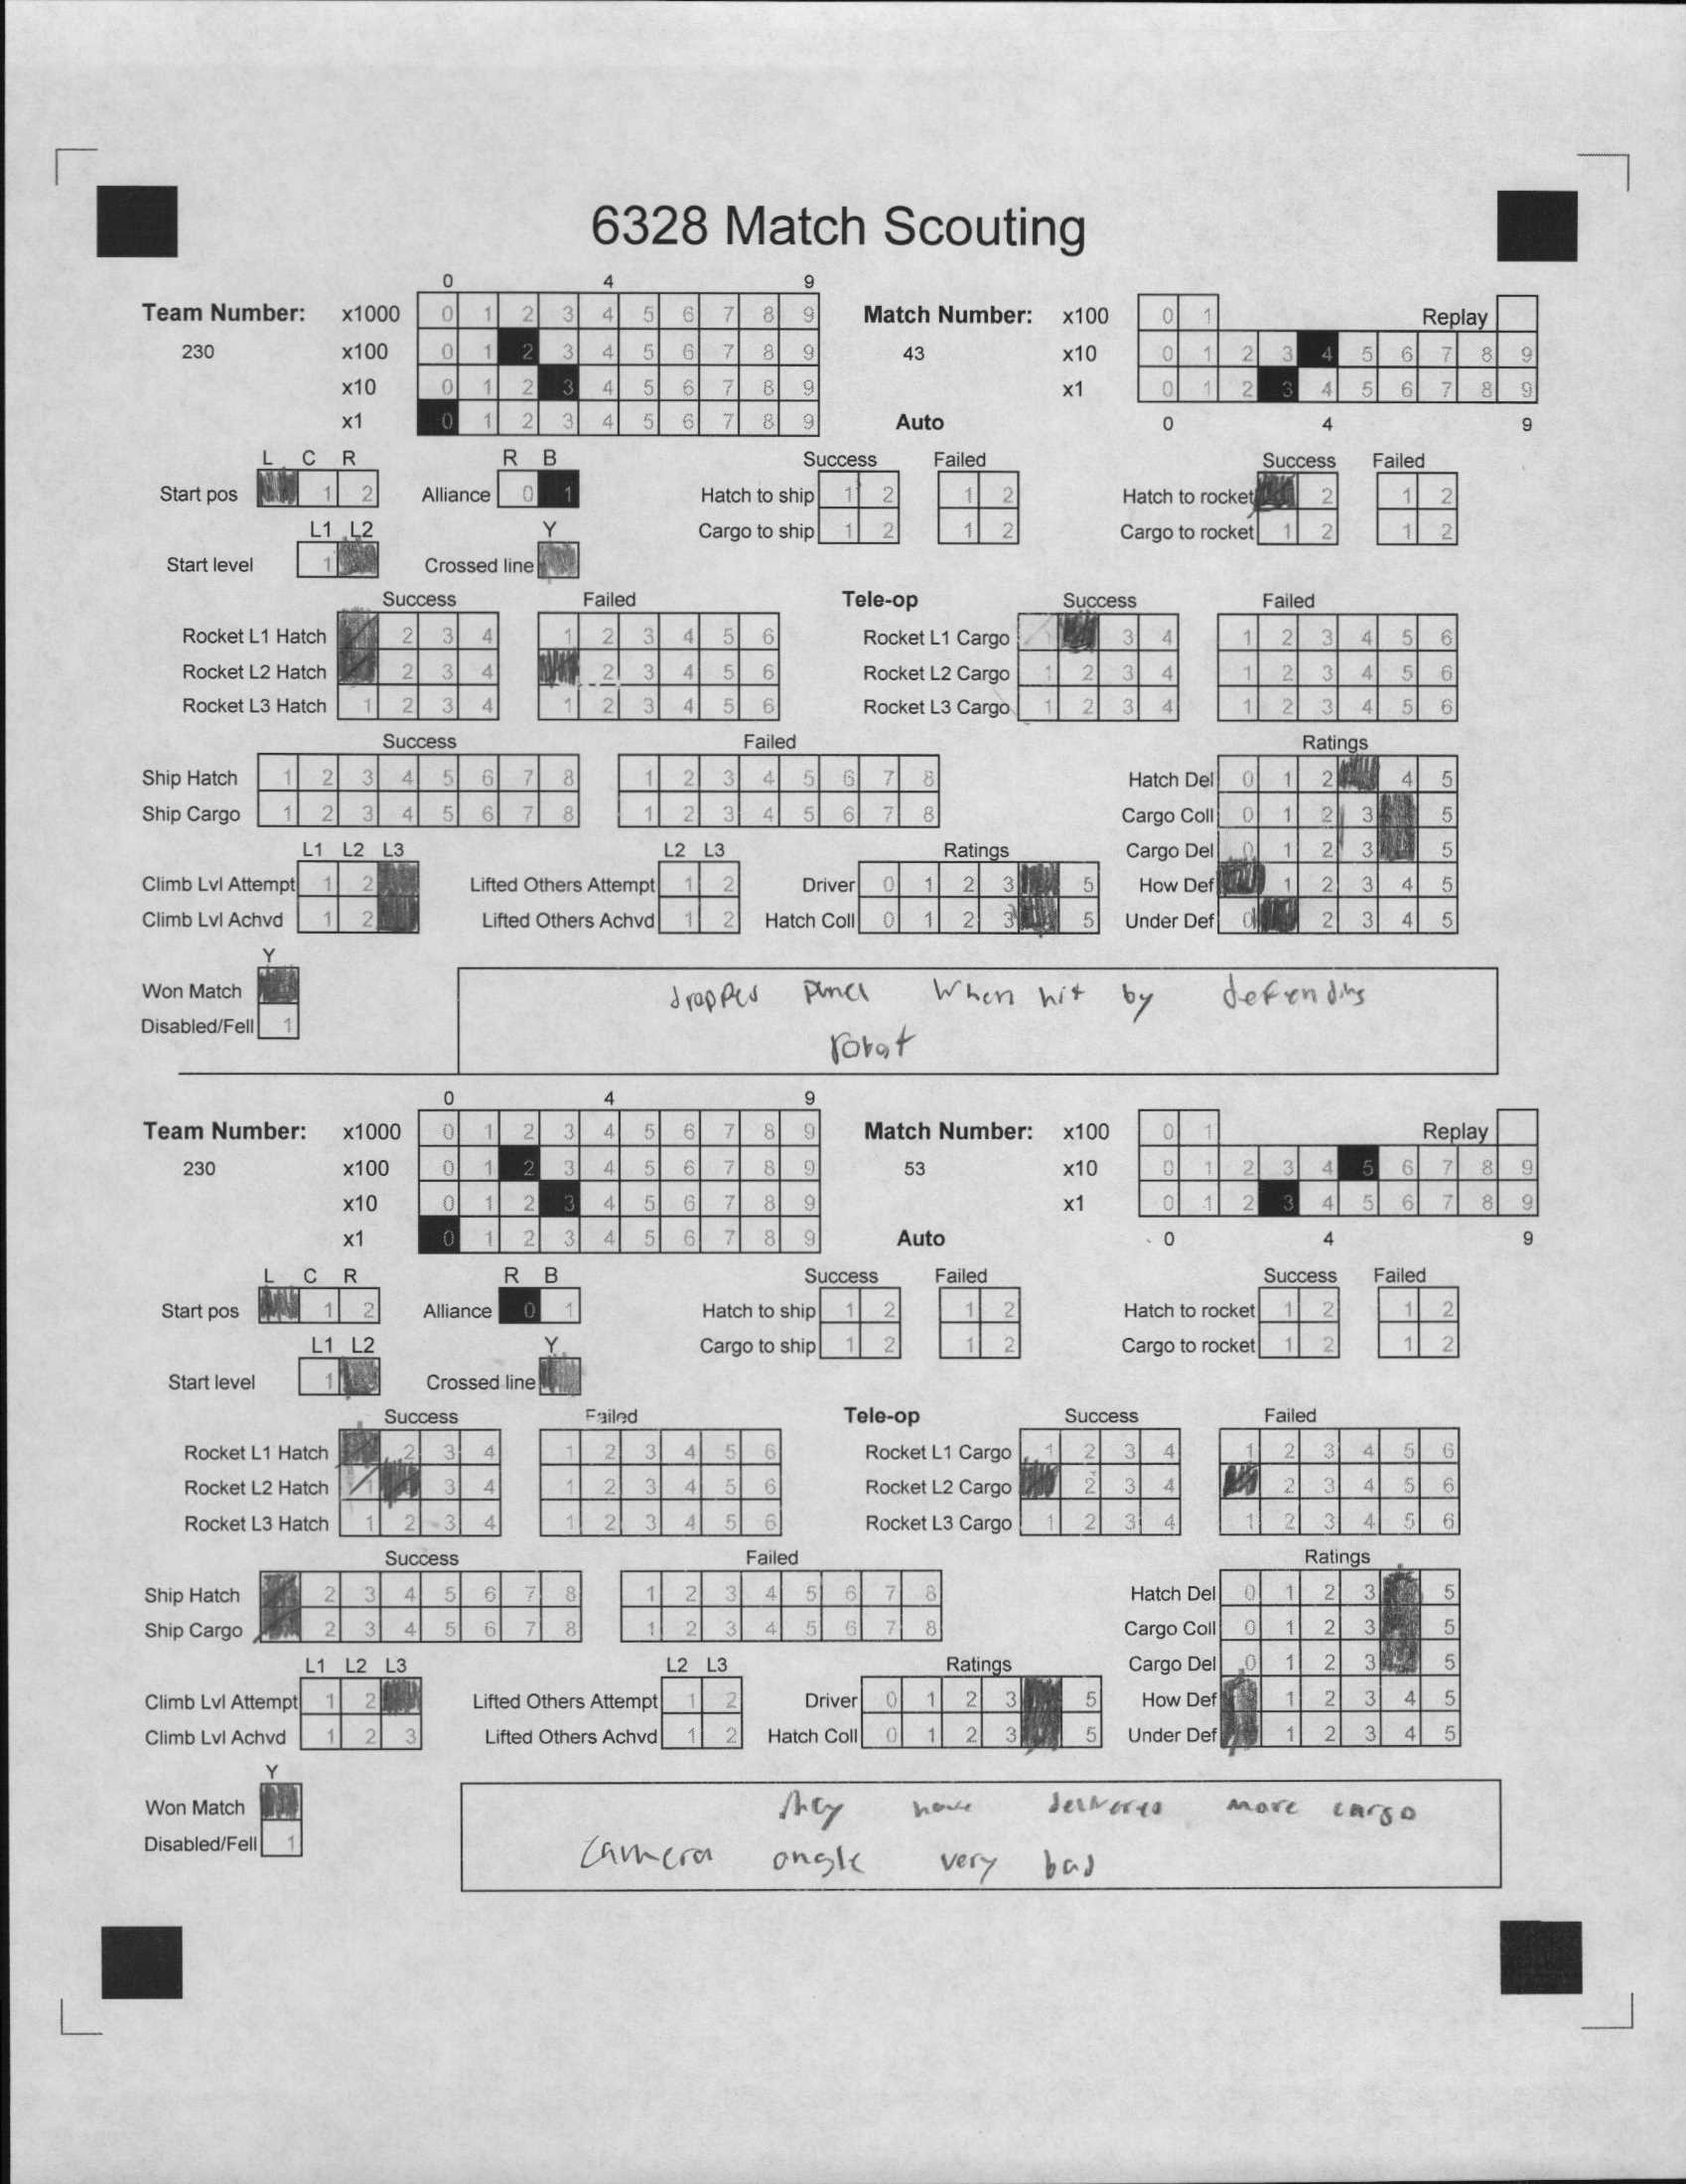 6328 Match Scouting
0 4 9
Team Number: x1000 0 1 2 3 4 5 6 7 8 9 Match Number: x100 0 1 Replay
230 x100 0 1 2 3 4 5 6 7 8 9 43 x10 0 1 2 3 4 5 6 7 8 9
x10 0 1 2 3 4 5 6 7 8 9 x1 0 1 2 3 4 5 6 7 8 9
x1 0 1 2 3 4 5 6 7 8 9 Auto 0 4 9
L C R R B Success Failed Success Failed
Start pos 1 2 Alliance 0 1 Hatch to ship 1 2 1 2 Hatch to rocket 2 1 2
L1 L2 Y Cargo to ship 1 2 1 2 Cargo to rocket 1 2 1 2
Start level 1 Crossed line
Success Failed Tele-op Success Failed
Rocket L1 Hatch 2 3 4 1 2 3 4 5 6 Rocket L1 Cargo 1 3 4 1 2 3 4 5 6
Rocket L2 Hatch 2 3 4 2 3 4 5 6 Rocket L2 Cargo 1 2 3 4 1 2 3 4 5 6
Rocket L3 Hatch 1 2 3 4 1 2 3 4 5 6 Rocket L3 Cargo 1 2 3 4 1 2 3 4 5 6
Success Failed Ratings
Ship Hatch 1 2 3 4 5 6 7 8 1 2 3 4 5 6 7 8 Hatch Del 0 1 2 4 5
Ship Cargo 1 2 3 4 5 6 7 8 1 2 3 4 5 6 7 8 Cargo Coll 0 1 2 3 5
L1 L2 L3 L2 L3 Ratings Cargo Del 0 1 2 3 5
Climb Lvl Attempt 1 2 Lifted Others Attempt 1 2 Driver 0 1 2 3 5 How Def 1 2 3 4 5
Climb Lvl Achvd 1 2 Lifted Others Achvd 1 2 Hatch Coll 0 1 2 3 5 Under Def 0 2 3 4 5
Y
Won Match
Disabled/Fell 1
dropped panel when hit by defending
robot
0 4 9
Team Number: x1000 0 1 2 3 4 5 6 7 8 9 Match Number: x100 0 1 Replay
230 x100 0 1 2 3 4 5 6 7 8 9 53 x10 0 1 2 3 4 5 6 7 8 9
x10 0 1 2 3 4 5 6 7 8 9 x1 0 1 2 3 4 5 6 7 8 9
x1 0 1 2 3 4 5 6 7 8 9 Auto 0 4 9
L C R R B Success Failed Success Failed
Start pos 1 2 Alliance 0 1 Hatch to ship 1 2 1 2 Hatch to rocket 1 2 1 2
L1 L2 Y Cargo to ship 1 2 1 2 Cargo to rocket 1 2 1 2
Start level 1 Crossed line
Success Failed Tele-op Success Failed
Rocket L1 Hatch 2 3 4 1 2 3 4 5 6 Rocket L1 Cargo 1 2 3 4 1 2 3 4 5 6
Rocket L2 Hatch 1 3 4 1 2 3 4 5 6 Rocket L2 Cargo 2 3 4 2 3 4 5 6
Rocket L3 Hatch 1 2 3 4 1 2 3 4 5 6 Rocket L3 Cargo 1 2 3 4 1 2 3 4 5 6
Success Failed Ratings
Ship Hatch 2 3 4 5 6 7 8 1 2 3 4 5 6 7 8 Hatch Del 0 1 2 3 5
Ship Cargo 2 3 4 5 6 7 8 1 2 3 4 5 6 7 8 Cargo Coll 0 1 2 3 5
L1 L2 L3 L2 L3 Ratings Cargo Del 0 1 2 3 5
Climb Lvl Attempt 1 2 Lifted Others Attempt 1 2 Driver 0 1 2 3 5 How Def 1 2 3 4 5
Climb Lvl Achvd 1 2 3 Lifted Others Achvd 1 2 Hatch Coll 0 1 2 3 5 Under Def 1 2 3 4 5
Y
Won Match
Disabled/Fell 1
they have delivered more cargo
camera angle very bad